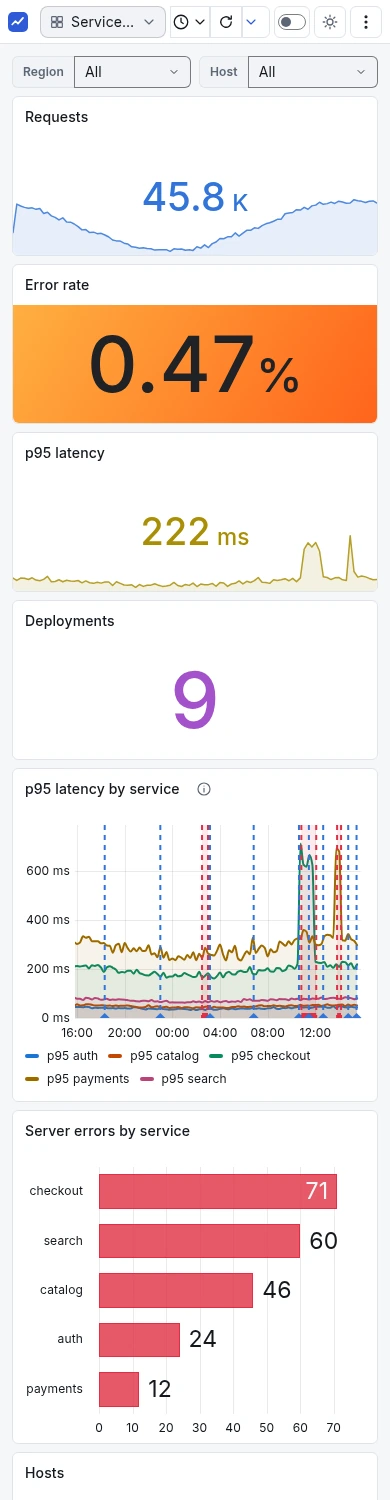 Service...
Region All Host All
Requests
45.8 K
Error rate
0.47%
p95 latency
222 ms
Deployments
9
p95 latency by service
600 ms
400 ms
200 ms
0 ms
16:00 20:00 00:00 04:00 08:00 12:00
p95 auth p95 catalog p95 checkout
p95 payments p95 search
Server errors by service
checkout 71
search 60
catalog 46
auth 24
payments 12
0 10 20 30 40 50 60 70
Hosts